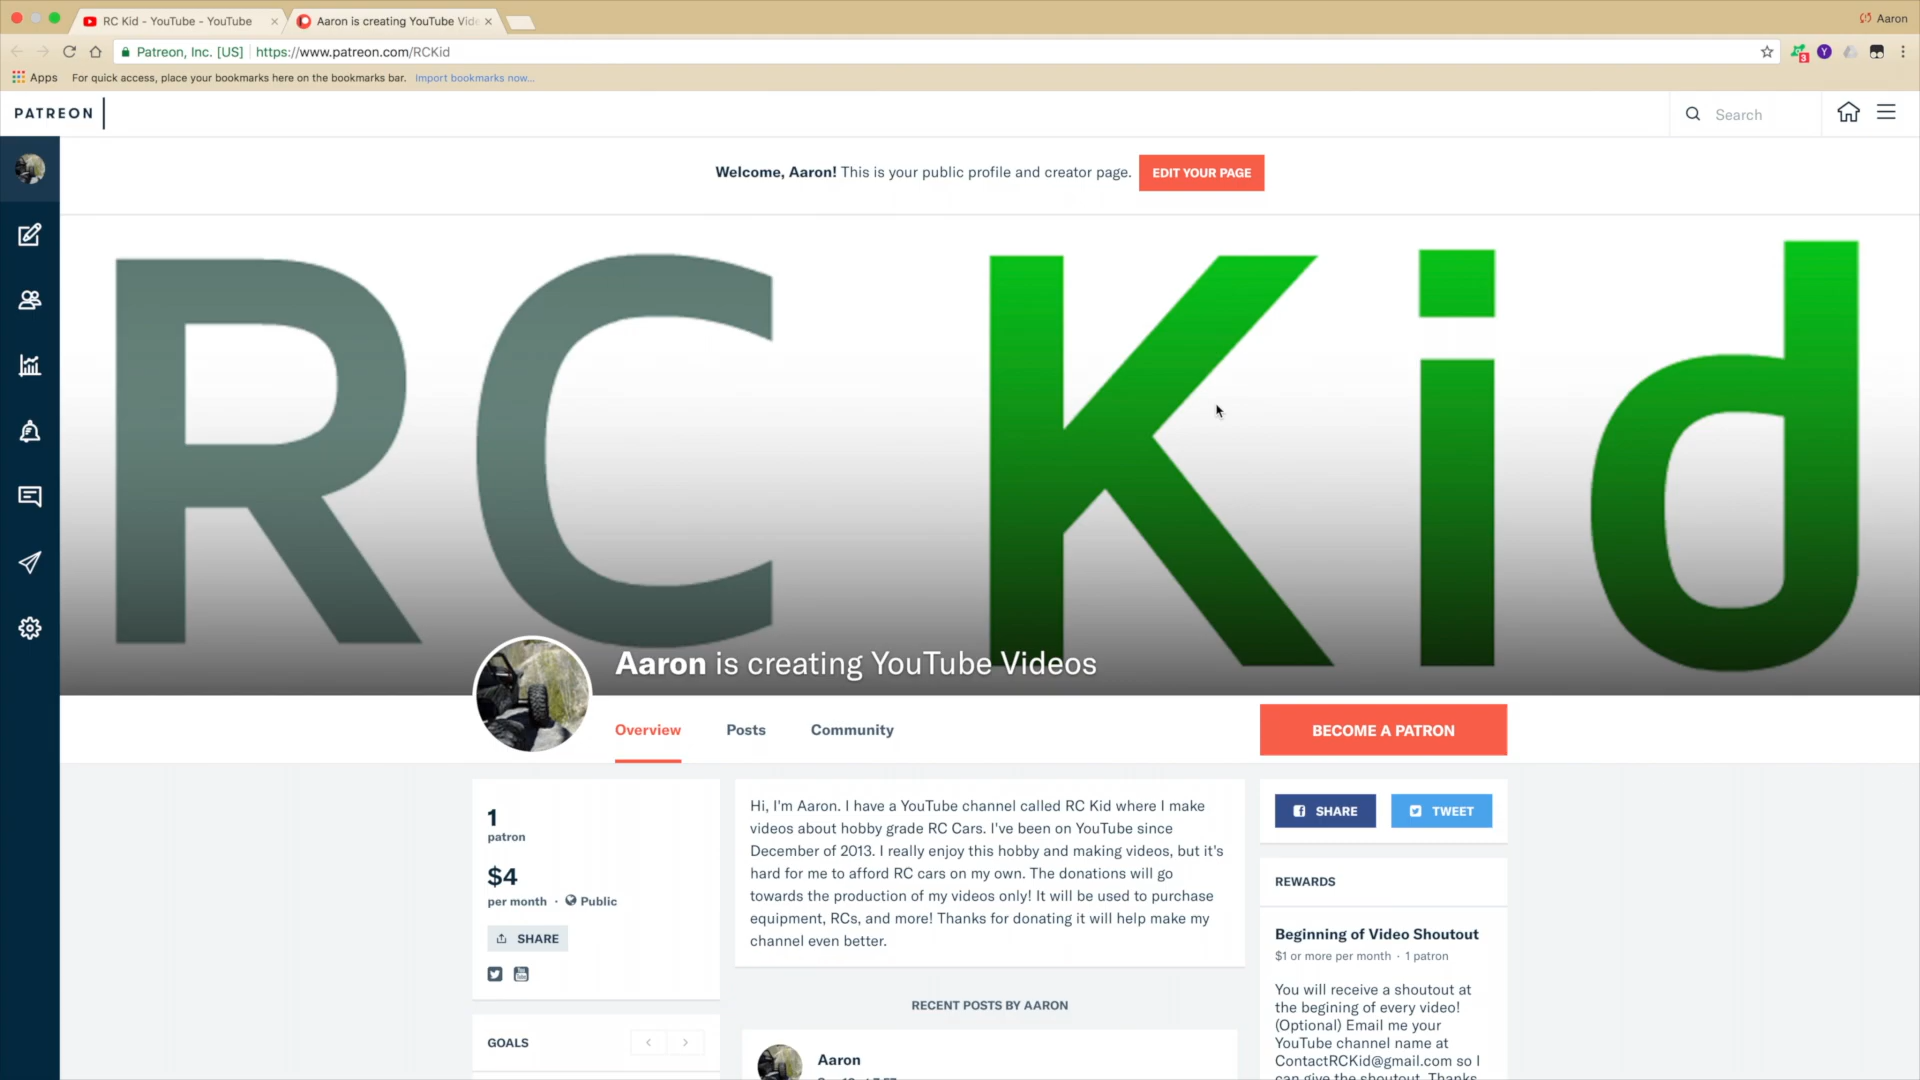 RC Kid - YouTube - YouTube
Aaron is creating YouTube Vide
Aaron
Patreon, Inc. [US]
https://www.patreon.com/RCKid
3
Y
Apps
For quick access, place your bookmarks here on the bookmarks bar.
Import bookmarks now...
PATREON
Search
Welcome, Aaron! This is your public profile and creator page.
EDIT YOUR PAGE
RC Kid
Aaron is creating YouTube Videos
Overview
Posts
Community
BECOME A PATRON
1
patron
$4
per month · Public
SHARE
GOALS
Hi, I'm Aaron. I have a YouTube channel called RC Kid where I make
videos about hobby grade RC Cars. I've been on YouTube since
December of 2013. I really enjoy this hobby and making videos, but it's
hard for me to afford RC cars on my own. The donations will go
towards the production of my videos only! It will be used to purchase
equipment, RCs, and more! Thanks for donating it will help make my
channel even better.
RECENT POSTS BY AARON
Aaron
SHARE
TWEET
REWARDS
Beginning of Video Shoutout
$1 or more per month · 1 patron
You will receive a shoutout at
the begining of every video!
(Optional) Email me your
YouTube channel name at
ContactRCKid@gmail.com so I
can give the shoutout. Thanks